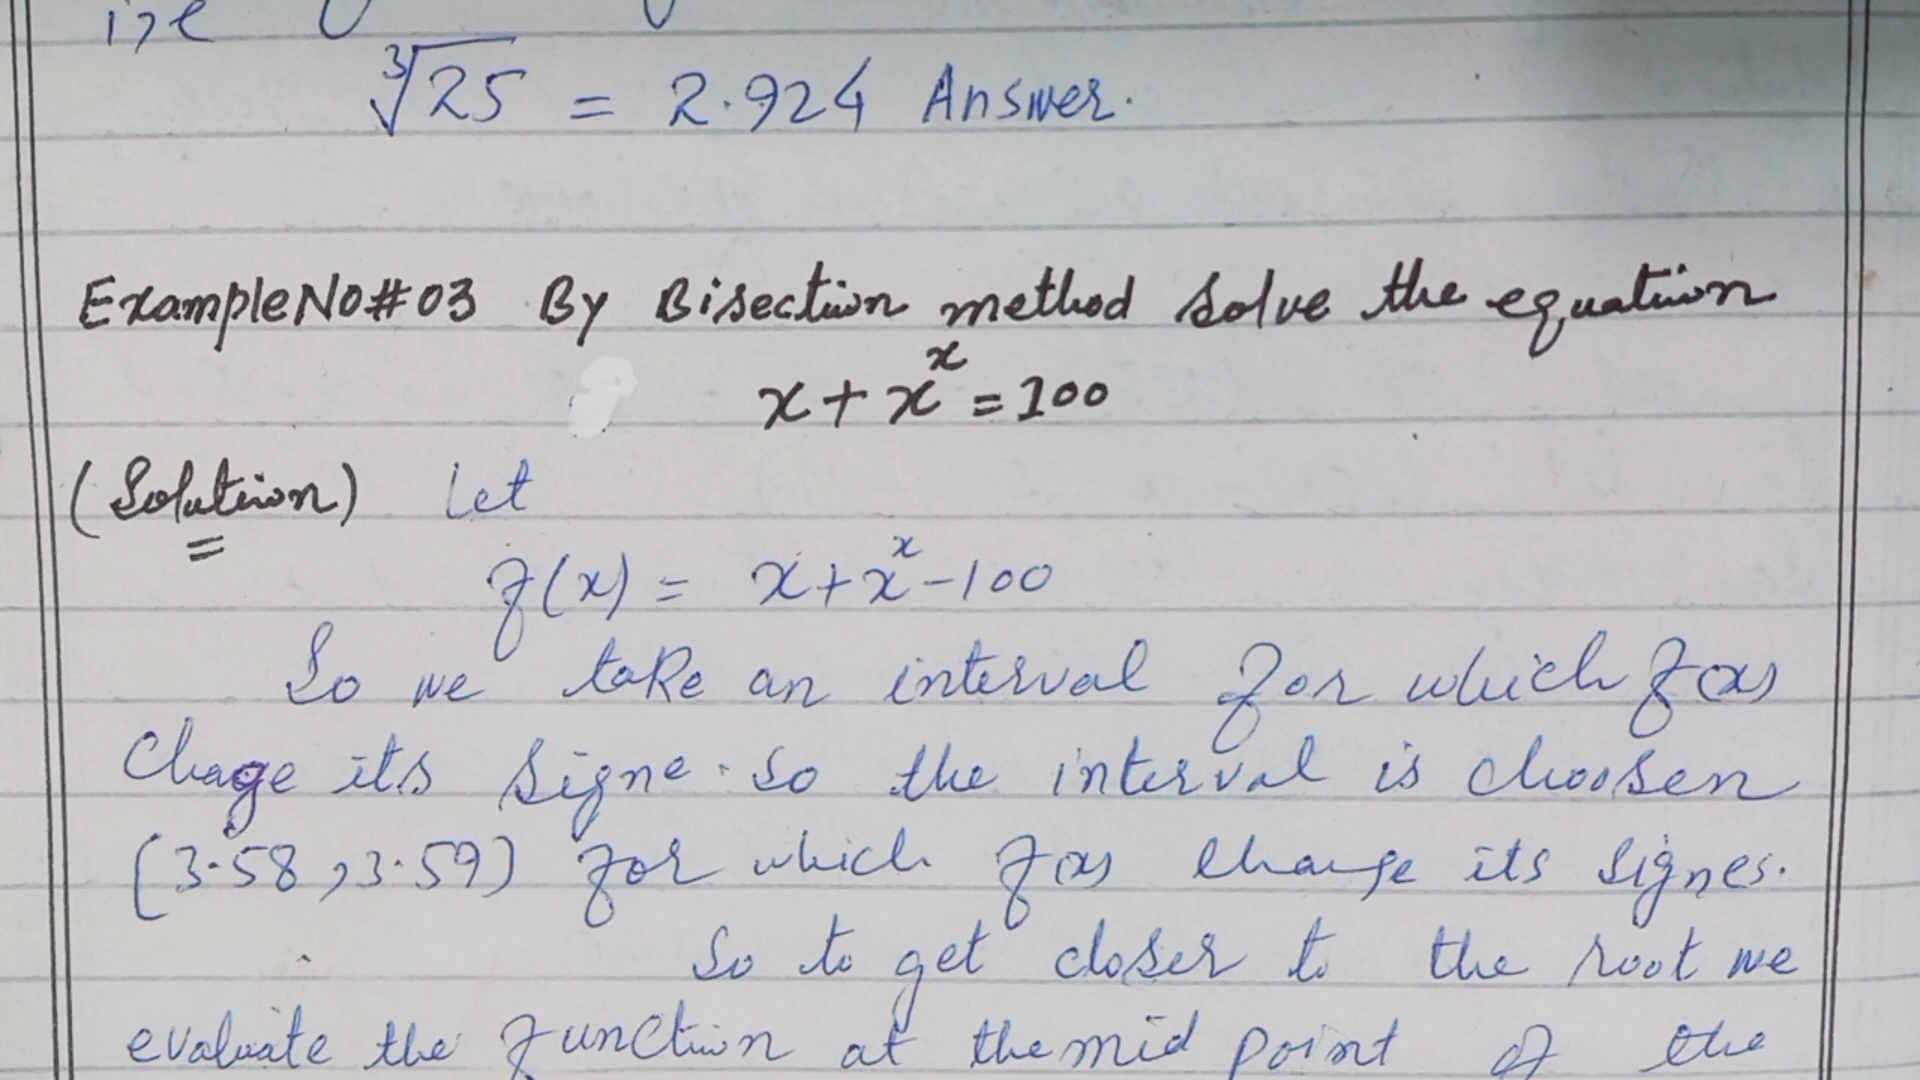 ∛25 = 2.924 Answer.
Example No # 03 By Bisection method solve the equation
x + x^x = 100
(Solution) Let
f(x) = x + x^x - 100
So we take an interval for which f(x)
Chage its signe. So the interval is choosen
[3.58, 3.59] for which f(x) change its signes.
So to get closer to the root we
evaluate the function at the mid point of the